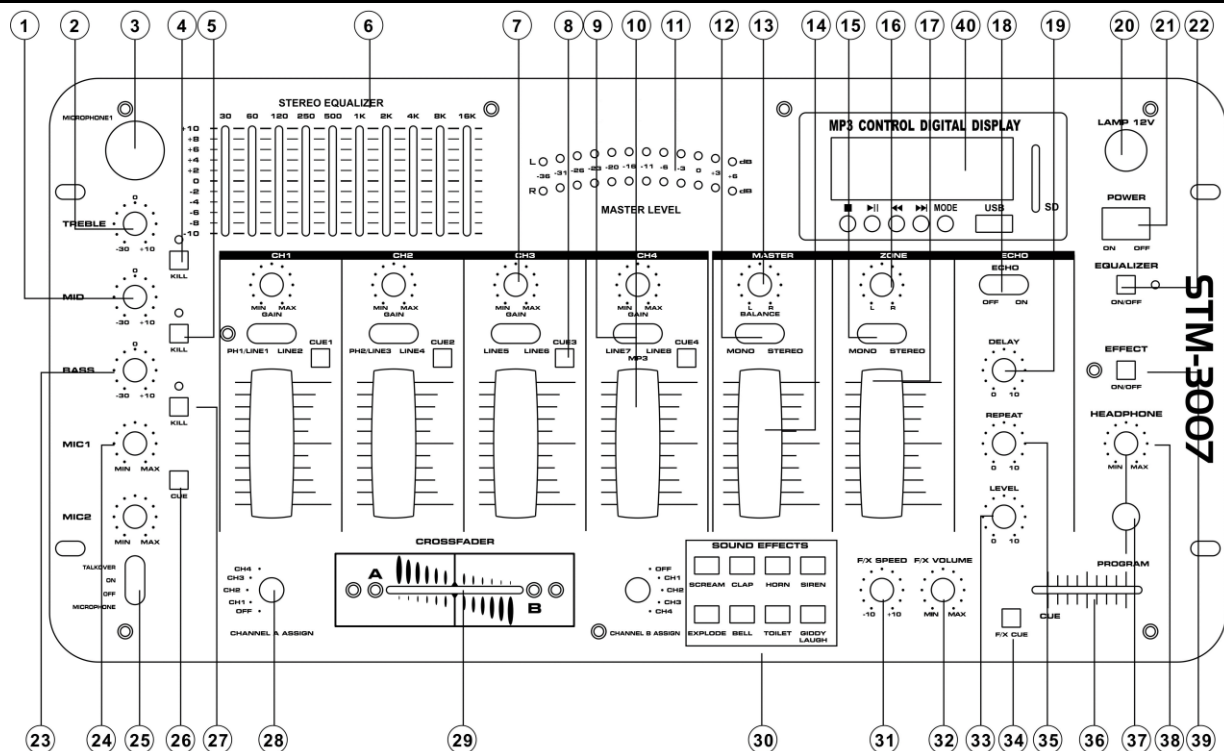 1 2 3 4 5 6 7 8 9 10 11 12 13 14 15 16 17 40 18 19 20 21 22
MICROPHONE1
STEREO EQUALIZER
30 60 120 250 500 1K 2K 4K 8K 16K
+10
+8
+6
+4
+2
0
-2
-4
-6
-8
-10
L dB
-36 -31 -26 -23 -20 -16 -11 -6 -3 0 +3 +6
R dB
MASTER LEVEL
MP3 CONTROL DIGITAL DISPLAY
MODE USB SD
LAMP 12V
POWER
ON OFF
EQUALIZER
ON/OFF
EFFECT
ON/OFF
STM-3007
TREBLE
0
-30 +10
KILL
MID
0
-30 +10
KILL
BASS
0
-30 +10
KILL
MIC1
MIN MAX
CUE
MIC2
MIN MAX
TALKOVER
ON
OFF
MICROPHONE
CH1 CH2 CH3 CH4 MASTER ZONE ECHO
MIN MAX MIN MAX MIN MAX MIN MAX L R L R
GAIN GAIN GAIN GAIN BALANCE
ECHO
OFF ON
CUE1 CUE2 CUE3 CUE4
PH1/LINE1 LINE2 PH2/LINE3 LINE4 LINE5 LINE6 LINE7 LINE8 MONO STEREO MONO STEREO
MP3
DELAY
0 10
REPEAT
0 10
LEVEL
0 10
HEADPHONE
MIN MAX
PROGRAM
CUE
CROSSFADER
A
B
CH4
CH3
CH2
CH1
OFF
CHANNEL A ASSIGN
OFF
CH1
CH2
CH3
CH4
CHANNEL B ASSIGN
SOUND EFFECTS
SCREAM CLAP HORN SIREN
EXPLODE BELL TOILET GIDDY
LAUGH
F/X SPEED
-10 +10
F/X VOLUME
MIN MAX
F/X CUE
23 24 25 26 27 28 29 30 31 32 33 34 35 36 37 38 39